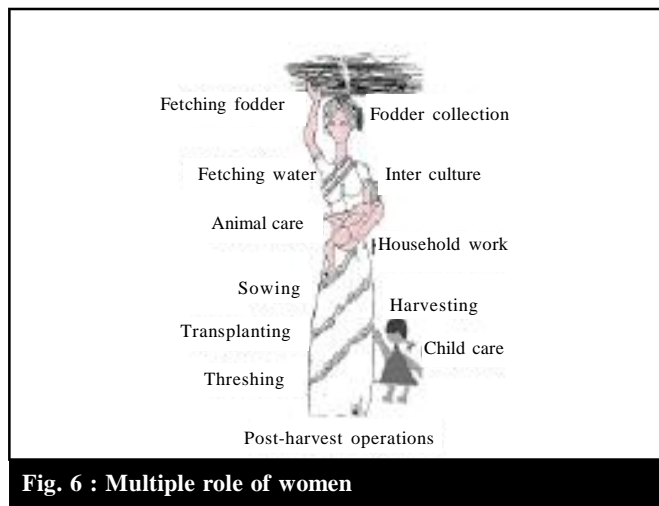 Fetching fodder
Fodder collection
Fetching water
Inter culture
Animal care
Household work
Sowing
Harvesting
Transplanting
Child care
Threshing
Post-harvest operations
Fig. 6 : Multiple role of women